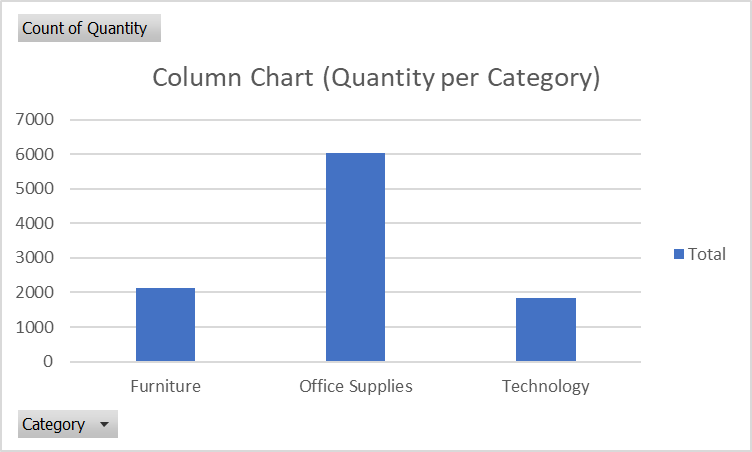 Count of Quantity
Column Chart (Quantity per Category)
7000
6000
5000
4000
3000
2000
1000
0
Furniture Office Supplies Technology
Total
Category